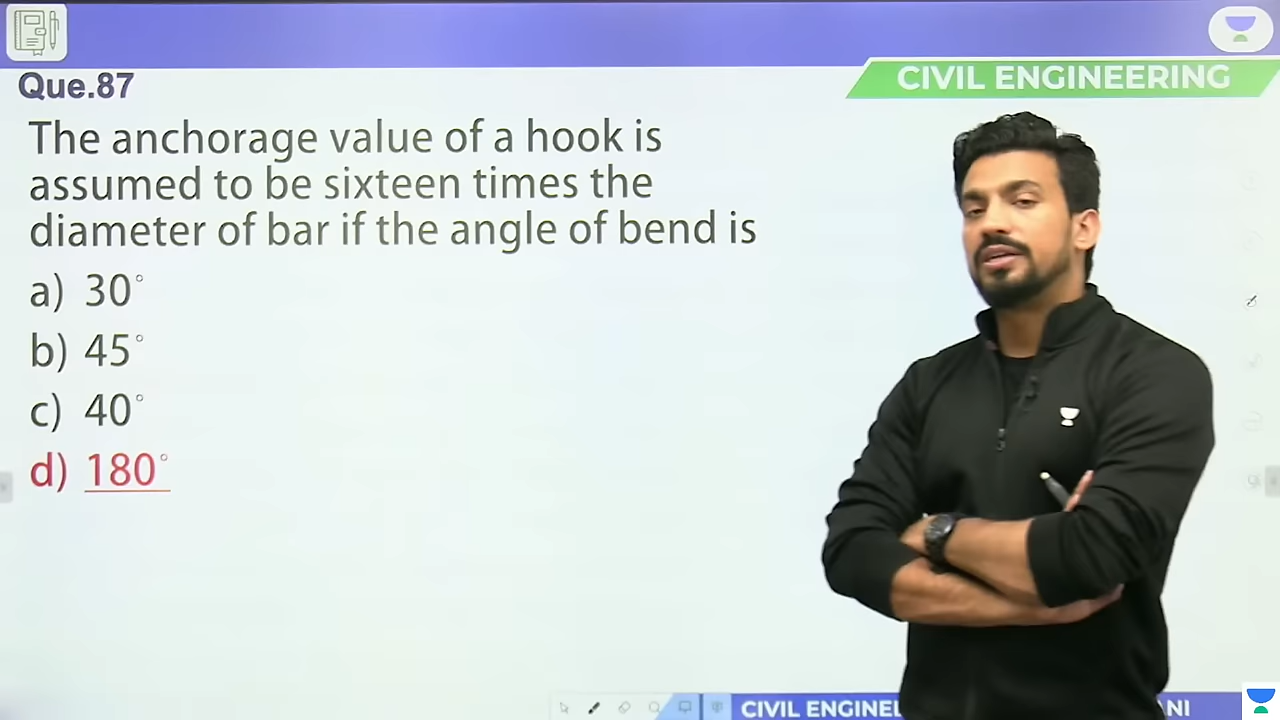 Que.87
CIVIL ENGINEERING
The anchorage value of a hook is
assumed to be sixteen times the
diameter of bar if the angle of bend is
a) 30°
b) 45°
c) 40°
d) 180°
CIVIL ENGINE
NI